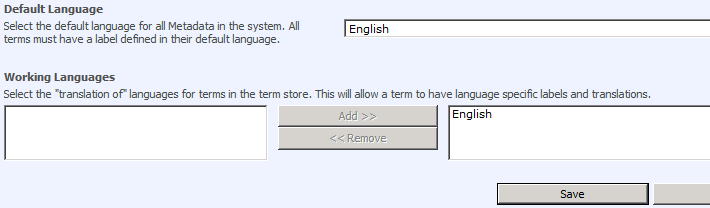 Default Language
Select the default language for all Metadata in the system. All
terms must have a label defined in their default language.
English
Working Languages
Select the "translation of" languages for terms in the term store. This will allow a term to have language specific labels and translations.
Add >>
English
<< Remove
Save